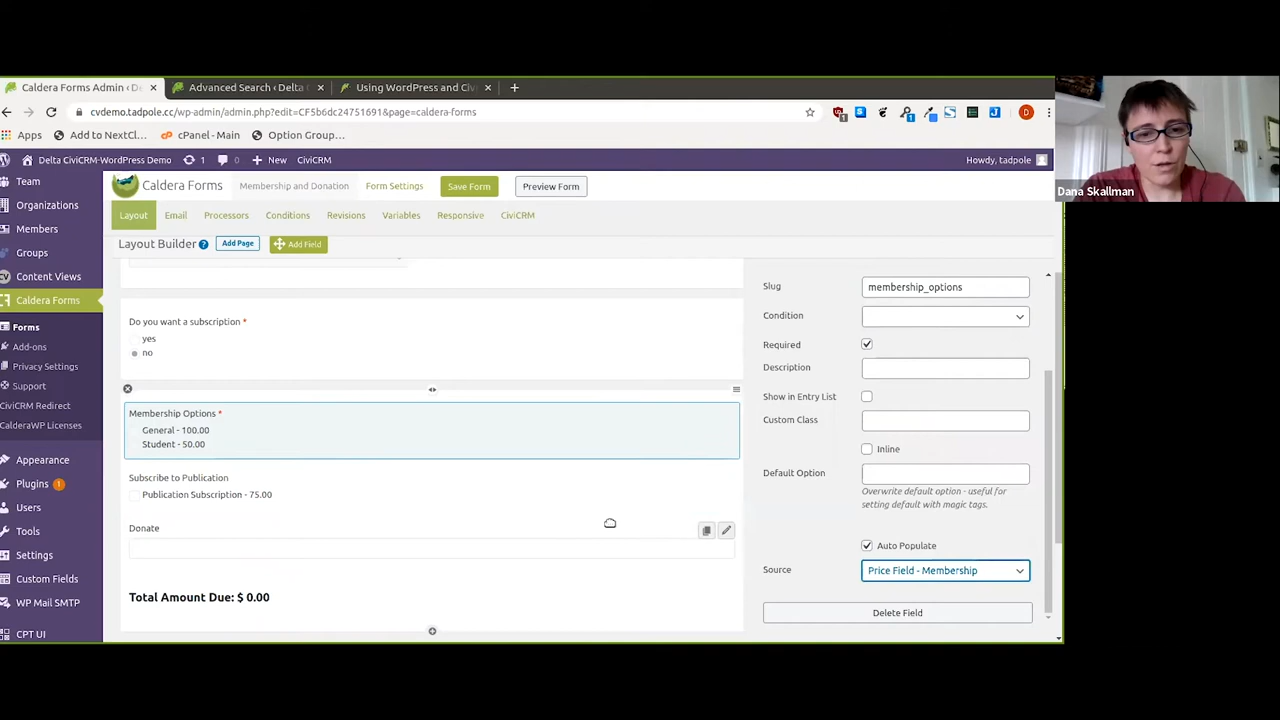 Caldera Forms Admin ‹ De
Advanced Search ‹ Delta C
Using WordPress and Civi
cvdemo.tadpole.cc/wp-admin/admin.php?edit=CF5b6dc24751691&page=caldera-forms
Apps
Add to NextCl...
cPanel - Main
Option Group...
Delta CiviCRM-WordPress Demo
1
0
New
CiviCRM
Howdy, tadpole
Dana Skallman
Team
Organizations
Members
Groups
Content Views
Caldera Forms
Forms
Add-ons
Privacy Settings
Support
CiviCRM Redirect
CalderaWP Licenses
Appearance
Plugins
Users
Tools
Settings
Custom Fields
WP Mail SMTP
CPT UI
Caldera Forms
Membership and Donation
Form Settings
Save Form
Preview Form
Layout
Email
Processors
Conditions
Revisions
Variables
Responsive
CiviCRM
Layout Builder
Add Page
Add Field
Do you want a subscription *
yes
no
Membership Options *
General - 100.00
Student - 50.00
Subscribe to Publication
Publication Subscription - 75.00
Donate
Total Amount Due: $ 0.00
Slug
membership_options
Condition
Required
Description
Show in Entry List
Custom Class
Inline
Default Option
Overwrite default option - useful for
setting default with magic tags.
Auto Populate
Source
Price Field - Membership
Delete Field